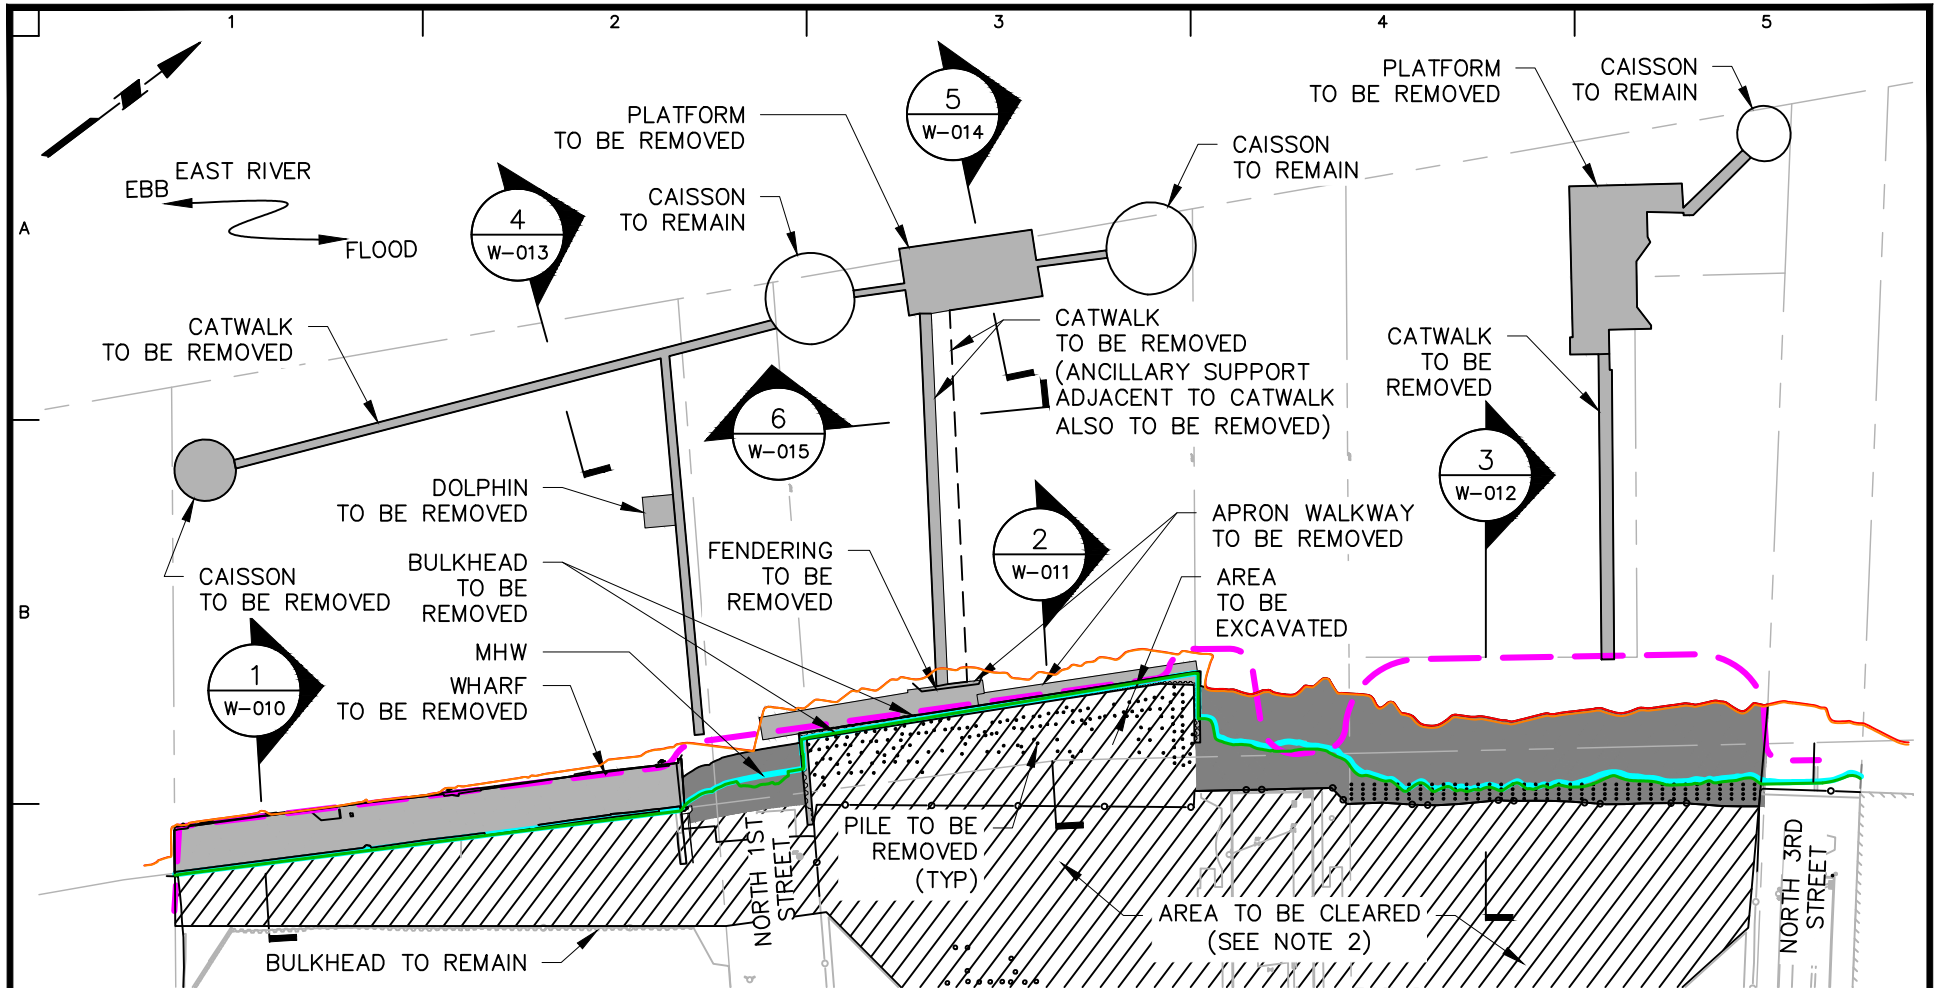 1 2 3 4 5
A
B
EAST RIVER
EBB
FLOOD
4
W-013
PLATFORM
TO BE REMOVED
CAISSON
TO REMAIN
5
W-014
CAISSON
TO REMAIN
PLATFORM
TO BE REMOVED
CAISSON
TO REMAIN
CATWALK
TO BE REMOVED
CATWALK
TO BE REMOVED
(ANCILLARY SUPPORT
ADJACENT TO CATWALK
ALSO TO BE REMOVED)
CATWALK
TO BE
REMOVED
6
W-015
3
W-012
DOLPHIN
TO BE REMOVED
BULKHEAD
TO BE
REMOVED
FENDERING
TO BE
REMOVED
2
W-011
APRON WALKWAY
TO BE REMOVED
AREA
TO BE
EXCAVATED
CAISSON
TO BE REMOVED
1
W-010
MHW
WHARF
TO BE REMOVED
NORTH 1ST
STREET
PILE TO BE
REMOVED
(TYP)
AREA TO BE CLEARED
(SEE NOTE 2)
NORTH 3RD
STREET
BULKHEAD TO REMAIN